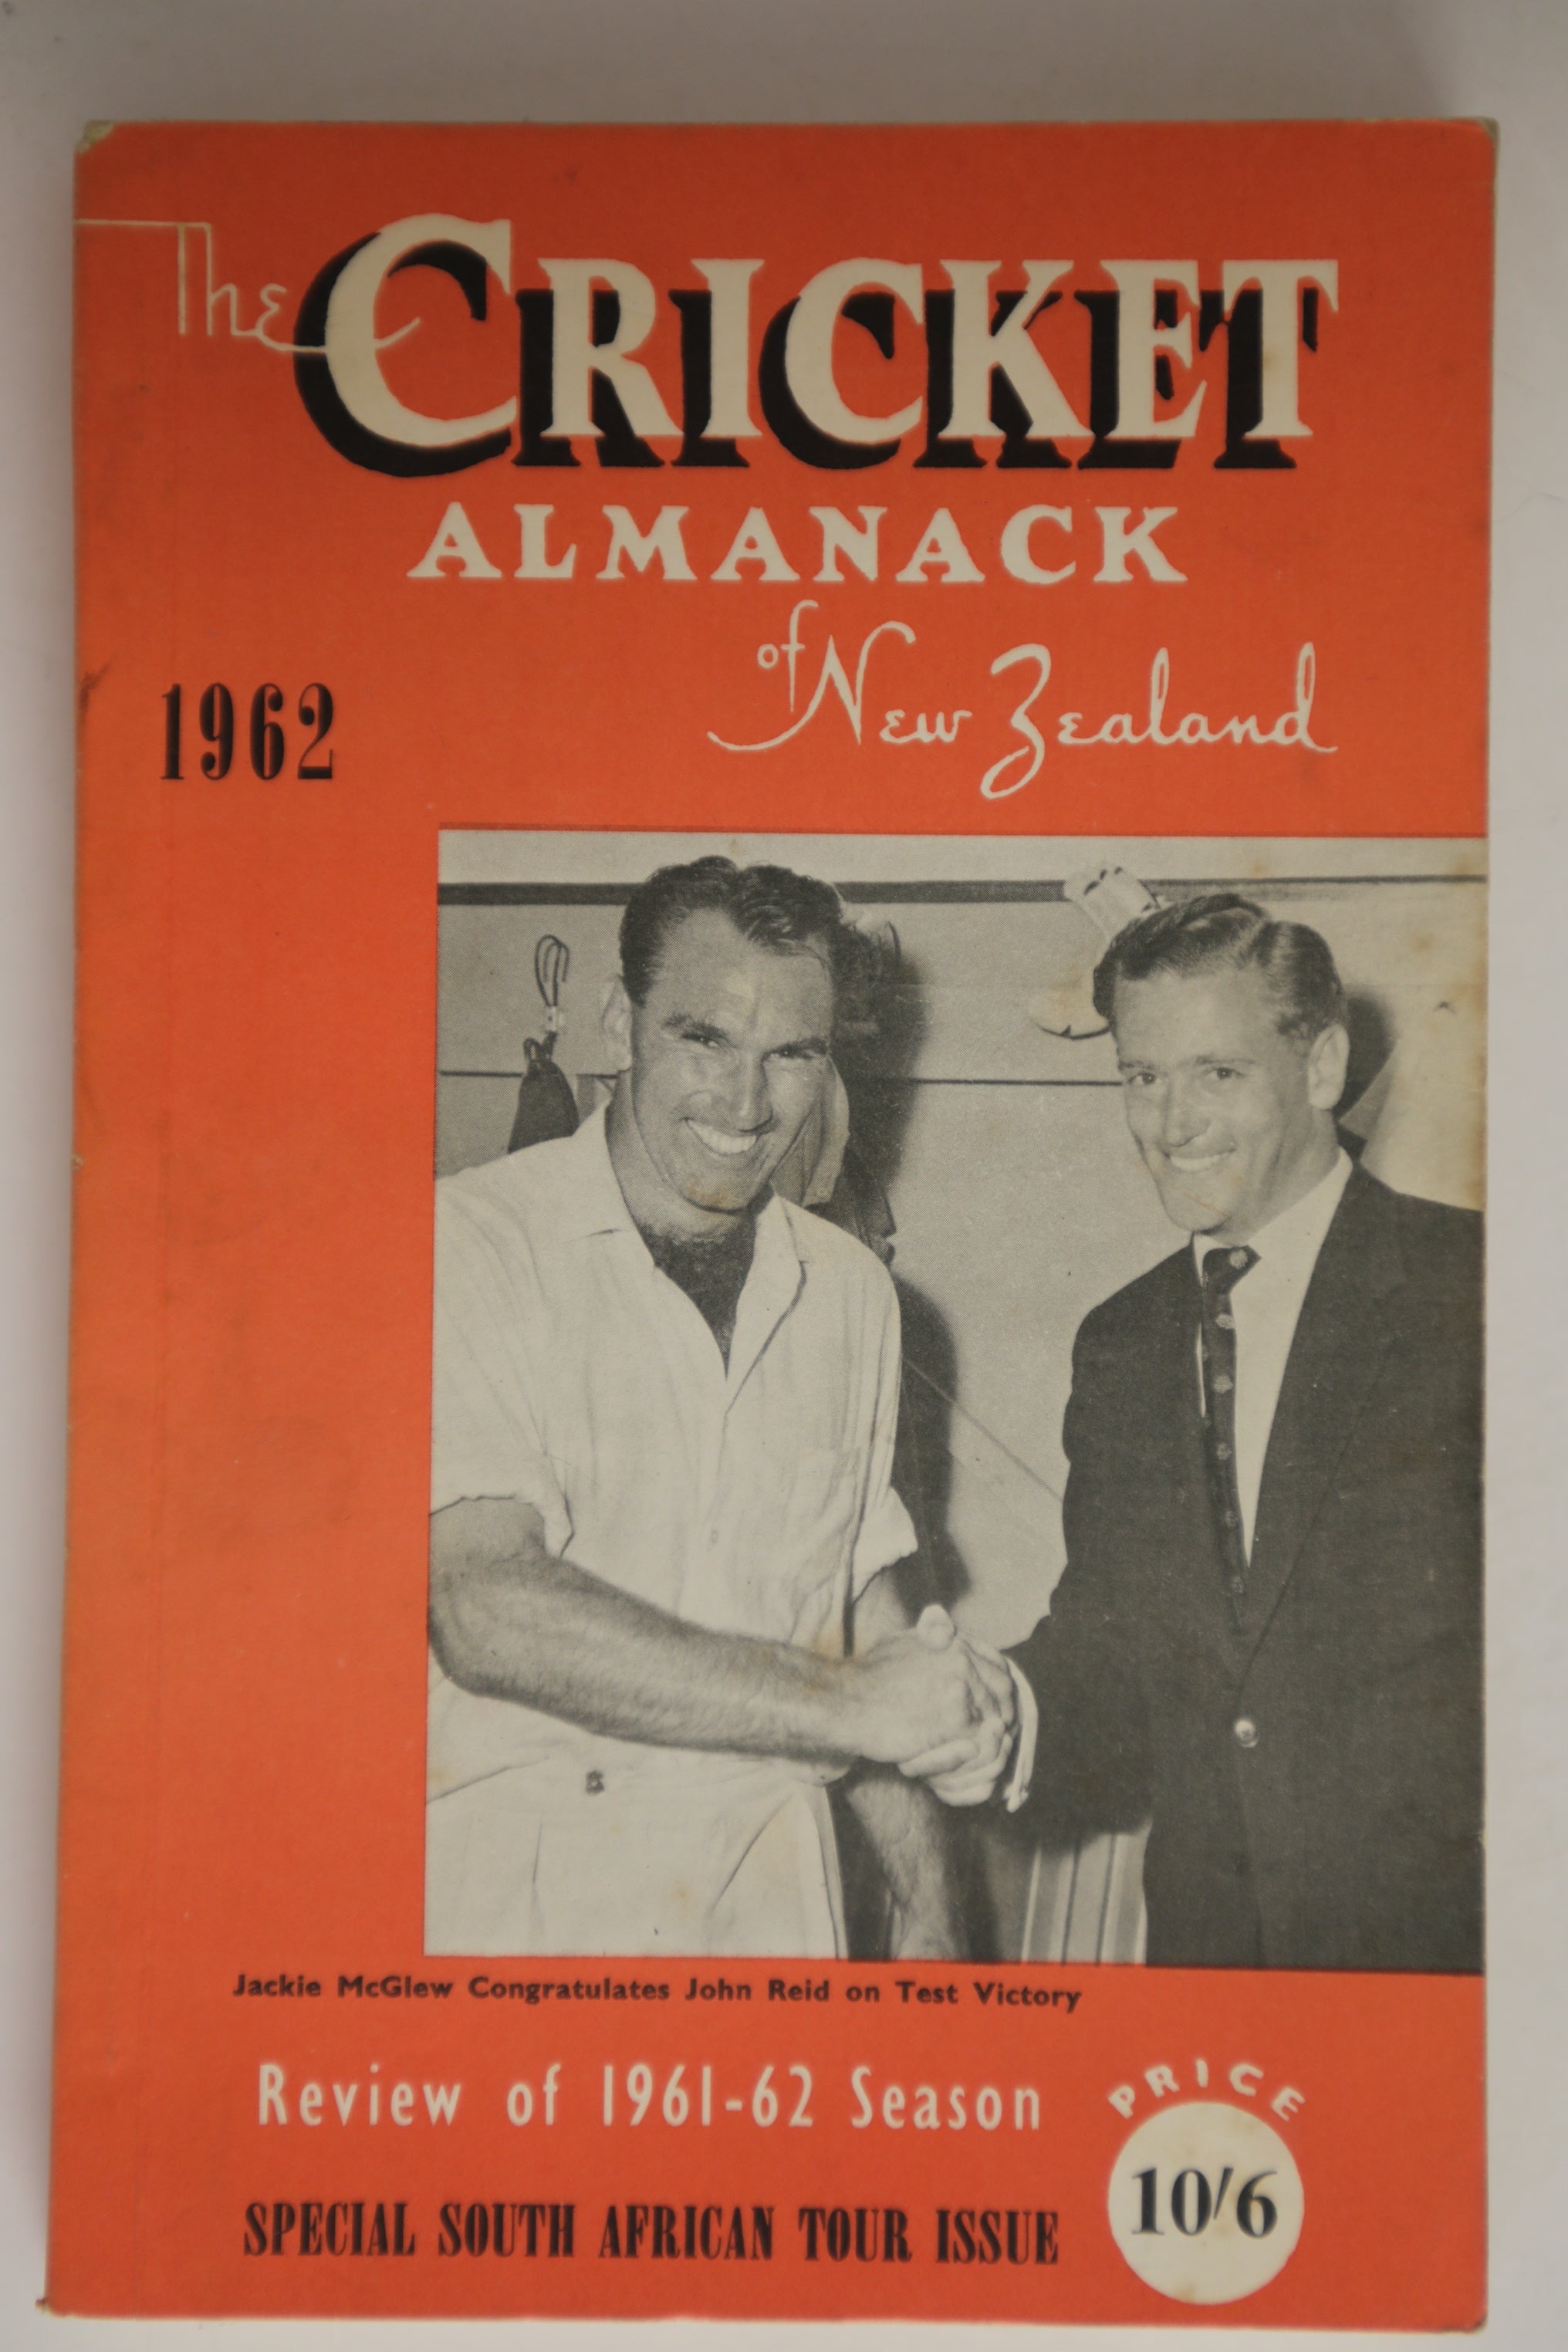 The CRICKET
ALMANACK
of New Zealand
1962
Jackie McGlew Congratulates John Reid on Test Victory
Review of 1961-62 Season
SPECIAL SOUTH AFRICAN TOUR ISSUE
PRICE
10/6